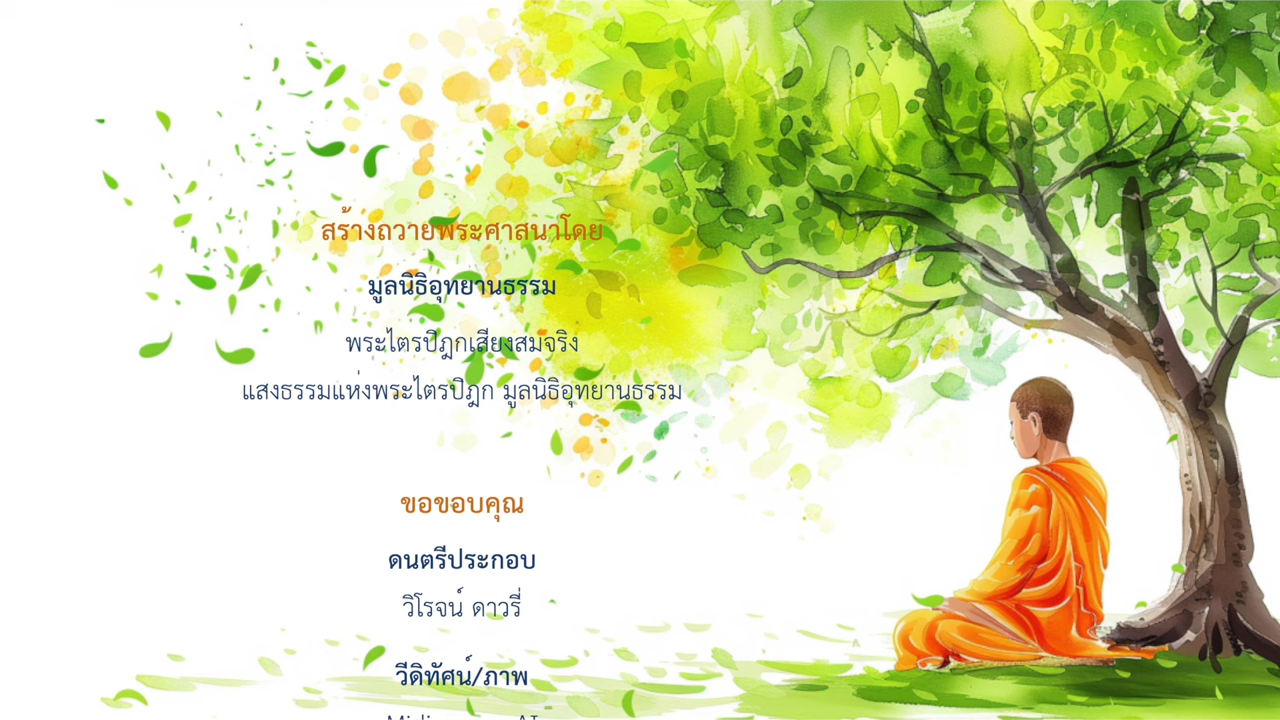 สร้างถวายพระศาสนาโดย
มูลนิธิอุทยานธรรม
พระไตรปิฎกเสียงสมจริง
แสงธรรมแห่งพระไตรปิฎก มูลนิธิอุทยานธรรม
ขอขอบคุณ
ดนตรีประกอบ
วิโรจน์ ดาวรี่
วีดิทัศน์/ภาพ